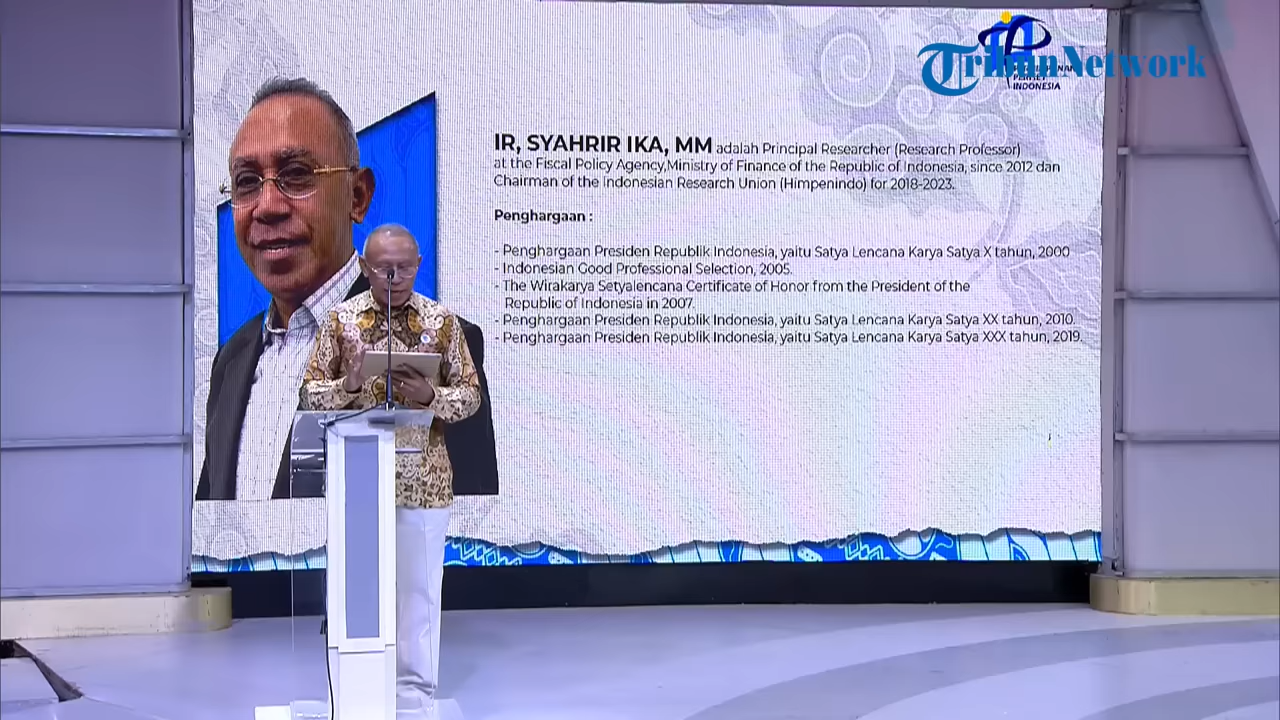 TribunNetwork
INDONESIA
IR, SYAHRIR IKA, MM adalah Principal Researcher (Research Professor)
at the Fiscal Policy Agency,Ministry of Finance of the Republic of Indonesia, since 2012 dan
Chairman of the Indonesian Research Union (Himpenindo) for 2018-2023.
Penghargaan :
- Penghargaan Presiden Republik Indonesia, yaitu Satya Lencana Karya Satya X tahun, 2000
- Indonesian Good Professional Selection, 2005.
- The Wirakarya Setyalencana Certificate of Honor from the President of the
Republic of Indonesia in 2007.
- Penghargaan Presiden Republik Indonesia, yaitu Satya Lencana Karya Satya XX tahun, 2010.
- Penghargaan Presiden Republik Indonesia, yaitu Satya Lencana Karya Satya XXX tahun, 2019.